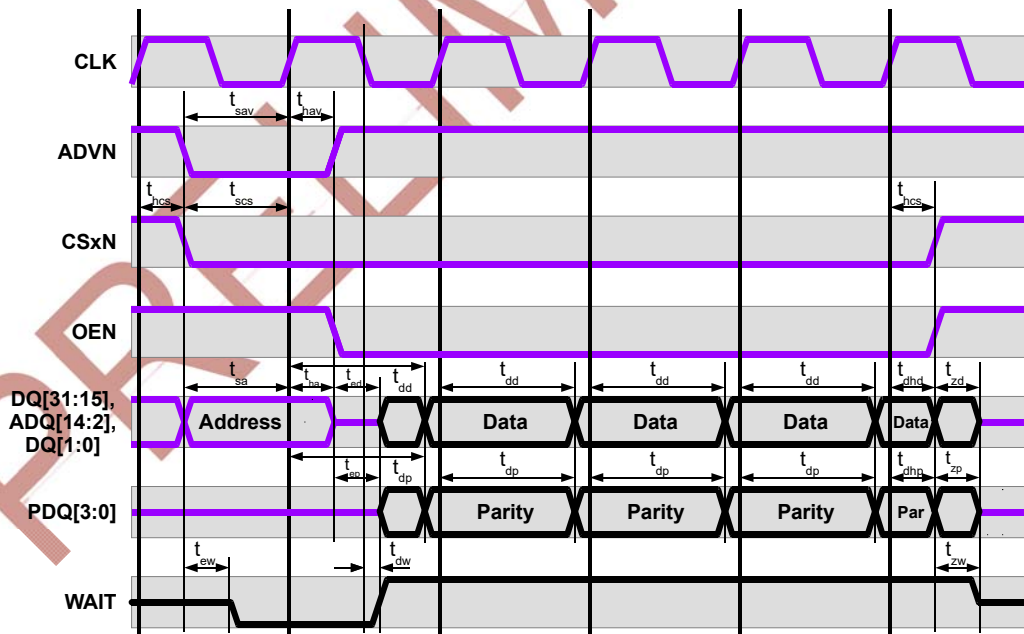 CLK
t sav
t hav
ADVN
t hcs
t scs
t hcs
CSxN
OEN
t sa
t ha
t ed
t dd
t dd
t dd
t dd
t dhd
t zd
DQ[31:15],
ADQ[14:2],
DQ[1:0]
Address
Data
Data
Data
Data
t ep
t dp
t dp
t dp
t dp
t dhp
t zp
PDQ[3:0]
Parity
Parity
Parity
Par
t ew
t dw
t zw
WAIT